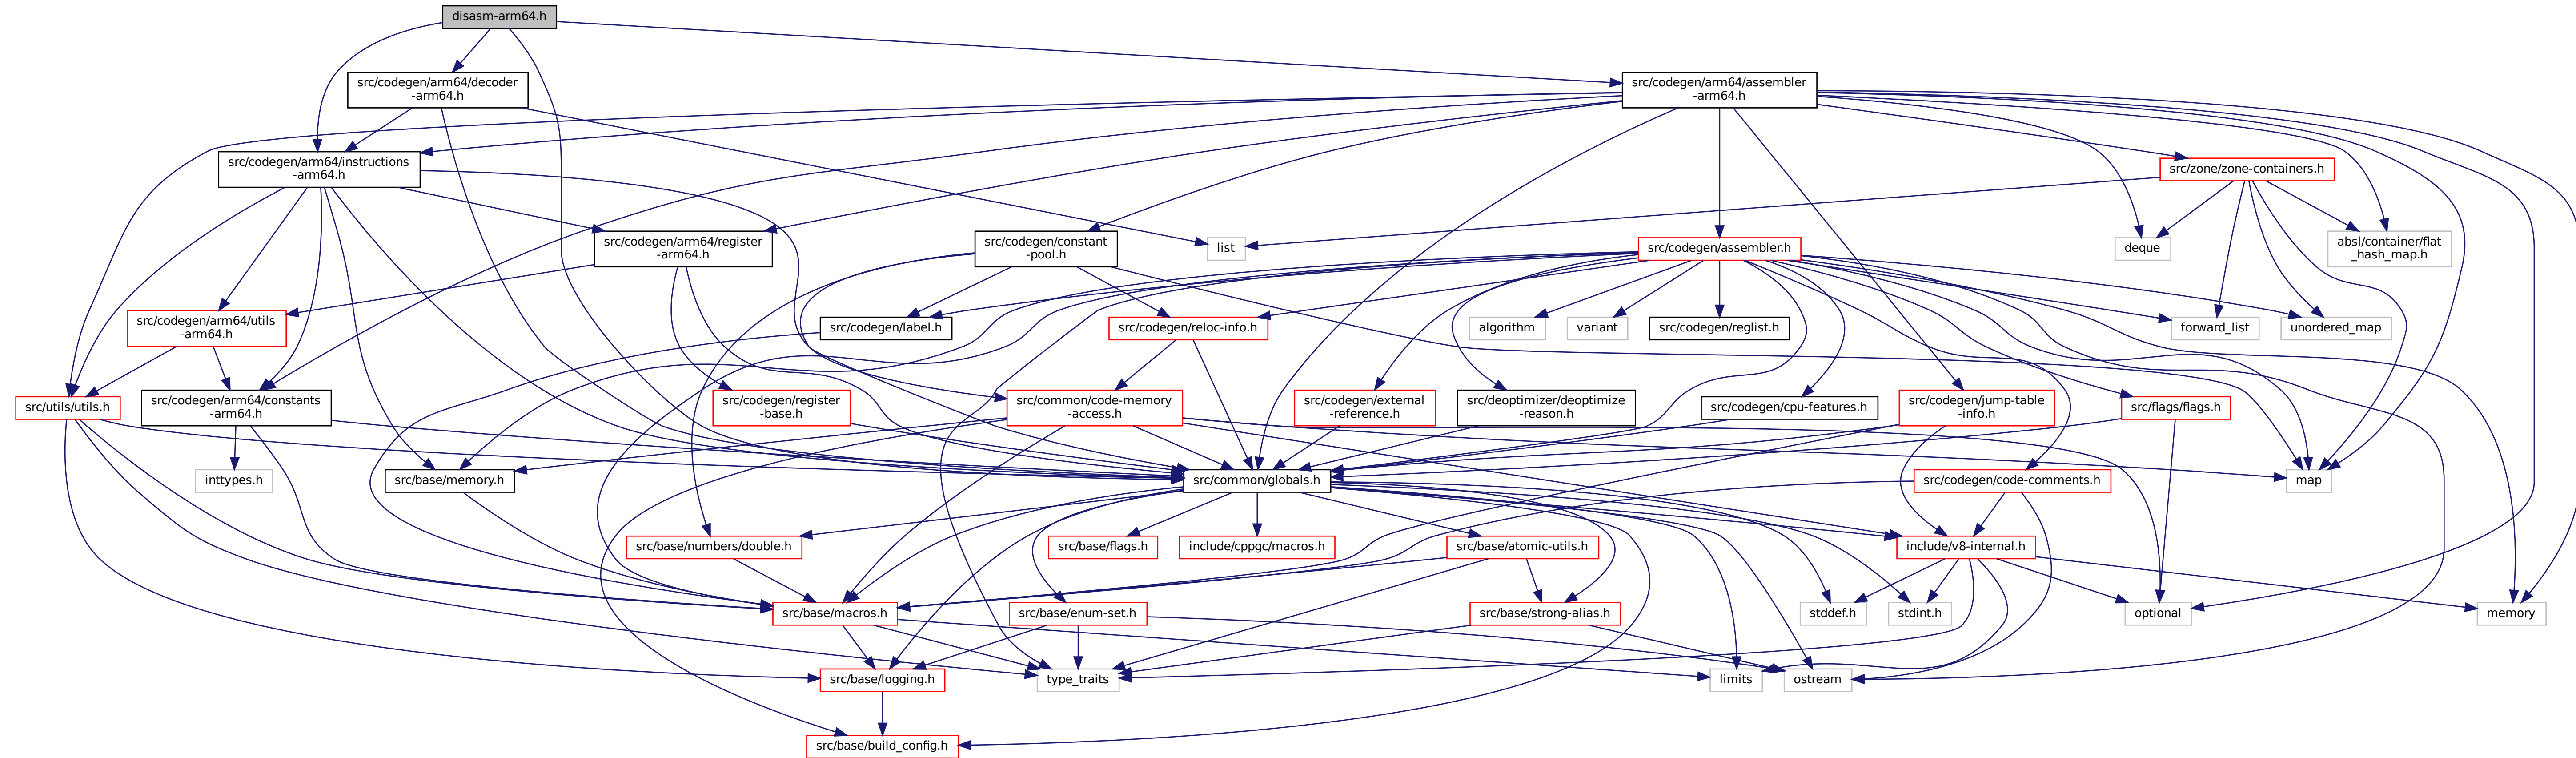 disasm-arm64.h
src/codegen/arm64/decoder
-arm64.h
src/codegen/arm64/assembler
-arm64.h
src/codegen/arm64/instructions
-arm64.h
src/zone/zone-containers.h
src/codegen/arm64/register
-arm64.h
src/codegen/constant
-pool.h
list
src/codegen/assembler.h
deque
absl/container/flat
_hash_map.h
src/codegen/arm64/utils
-arm64.h
src/codegen/label.h
src/codegen/reloc-info.h
algorithm
variant
src/codegen/reglist.h
forward_list
unordered_map
src/utils/utils.h
src/codegen/arm64/constants
-arm64.h
src/codegen/register
-base.h
src/common/code-memory
-access.h
src/codegen/external
-reference.h
src/deoptimizer/deoptimize
-reason.h
src/codegen/cpu-features.h
src/codegen/jump-table
-info.h
src/flags/flags.h
inttypes.h
src/base/memory.h
src/common/globals.h
src/codegen/code-comments.h
map
src/base/numbers/double.h
src/base/flags.h
include/cppgc/macros.h
src/base/atomic-utils.h
include/v8-internal.h
src/base/macros.h
src/base/enum-set.h
src/base/strong-alias.h
stddef.h
stdint.h
optional
memory
src/base/logging.h
type_traits
limits
ostream
src/base/build_config.h